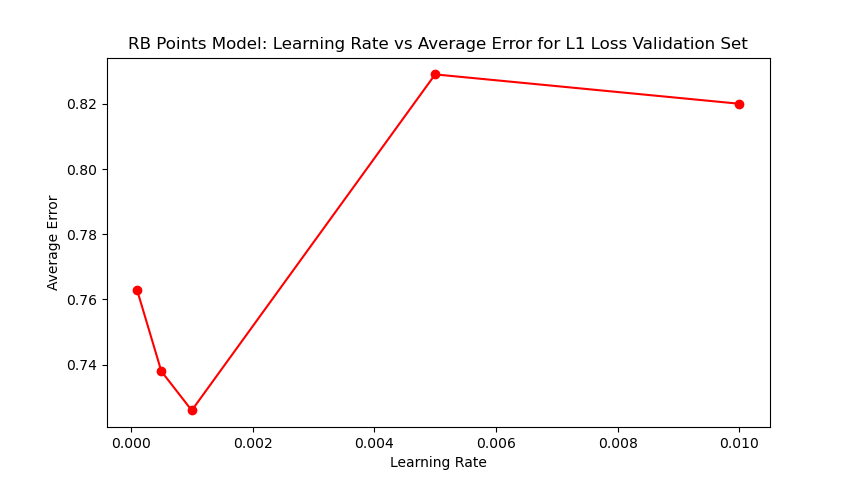 RB Points Model: Learning Rate vs Average Error for L1 Loss Validation Set
0.82
0.80
0.78
0.76
0.74
Average Error
0.000 0.002 0.004 0.006 0.008 0.010
Learning Rate